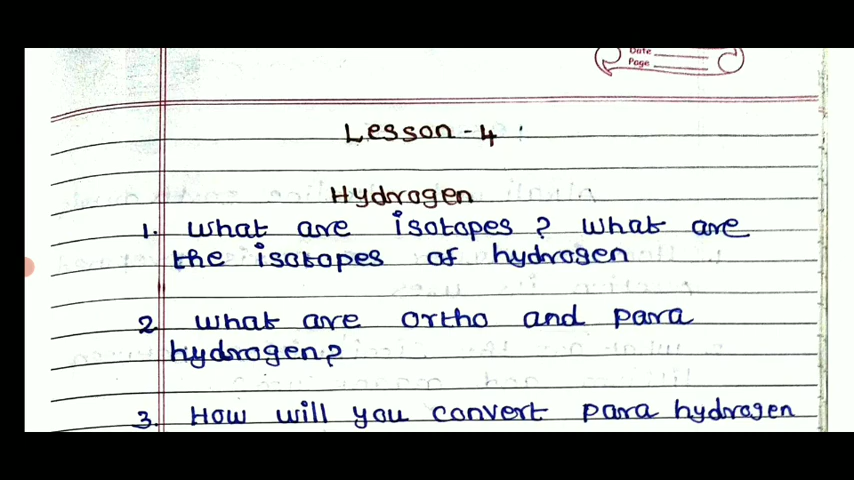 Date
Page
Lesson - 4
Hydrogen
1. What are isotopes? What are
the isotopes of hydrogen
2 What are ortho and para
hydrogen?
3. How will you convert para hydrogen